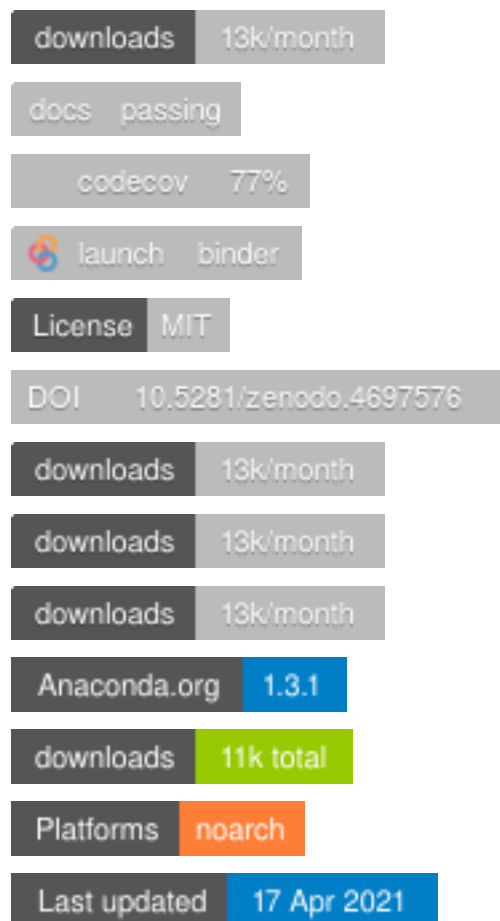 downloads 13k/month
docs passing
codecov 77%
launch binder
License MIT
DOI 10.5281/zenodo.4697576
downloads 13k/month
downloads 13k/month
downloads 13k/month
Anaconda.org 1.3.1
downloads 11k total
Platforms noarch
Last updated 17 Apr 2021